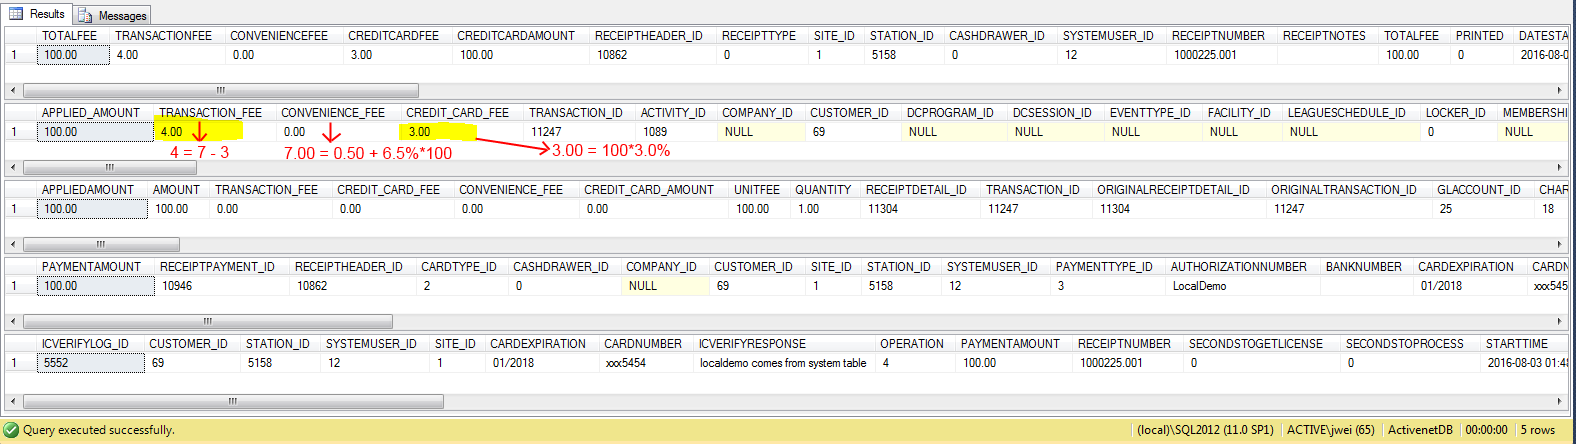 Results Messages
TOTALFEE TRANSACTIONFEE CONVENIENCEFEE CREDITCARDFEE CREDITCARDAMOUNT RECEIPTHEADER_ID RECEIPTTYPE SITE_ID STATION_ID CASHDRAWER_ID SYSTEMUSER_ID RECEIPTNUMBER RECEIPTNOTES TOTALFEE PRINTED DATESTA
1 100.00 4.00 0.00 3.00 100.00 10862 0 1 5158 0 12 1000225.001 100.00 0 2016-08-0
APPLIED_AMOUNT TRANSACTION_FEE CONVENIENCE_FEE CREDIT_CARD_FEE TRANSACTION_ID ACTIVITY_ID COMPANY_ID CUSTOMER_ID DCPROGRAM_ID DCSESSION_ID EVENTTYPE_ID FACILITY_ID LEAGUESCHEDULE_ID LOCKER_ID MEMBERSHI
1 100.00 4.00 0.00 3.00 11247 1089 NULL 69 NULL NULL NULL NULL NULL 0 NULL
4 = 7 - 3 7.00 = 0.50 + 6.5%*100 3.00 = 100*3.0%
APPLIEDAMOUNT AMOUNT TRANSACTION_FEE CREDIT_CARD_FEE CONVENIENCE_FEE CREDIT_CARD_AMOUNT UNITFEE QUANTITY RECEIPTDETAIL_ID TRANSACTION_ID ORIGINALRECEIPTDETAIL_ID ORIGINALTRANSACTION_ID GLACCOUNT_ID CHAR
1 100.00 100.00 0.00 0.00 0.00 0.00 100.00 1.00 11304 11247 11304 11247 25 18
PAYMENTAMOUNT RECEIPTPAYMENT_ID RECEIPTHEADER_ID CARDTYPE_ID CASHDRAWER_ID COMPANY_ID CUSTOMER_ID SITE_ID STATION_ID SYSTEMUSER_ID PAYMENTTYPE_ID AUTHORIZATIONNUMBER BANKNUMBER CARDEXPIRATION CARDN
1 100.00 10946 10862 2 0 NULL 69 1 5158 12 3 LocalDemo 01/2018 xxx545
ICVERIFYLOG_ID CUSTOMER_ID STATION_ID SYSTEMUSER_ID SITE_ID CARDEXPIRATION CARDNUMBER ICVERIFYRESPONSE OPERATION PAYMENTAMOUNT RECEIPTNUMBER SECONDSTOGETLICENSE SECONDSTOPROCESS STARTTIME
1 5552 69 5158 12 1 01/2018 xxx5454 localdemo comes from system table 4 100.00 1000225.001 0 0 2016-08-03 01:48
Query executed successfully. (local)\SQL2012 (11.0 SP1) ACTIVE\jwei (65) ActivenetDB 00:00:00 5 rows